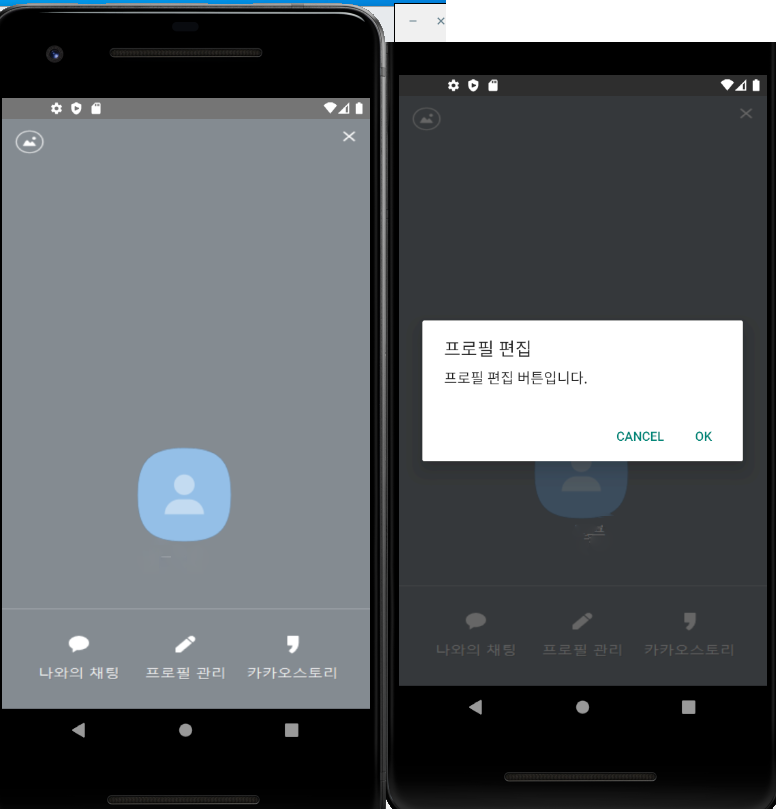 나와의 채팅
프로필 관리
카카오스토리
프로필 편집
프로필 편집 버튼입니다.
CANCEL
OK
나와의 채팅
프로필 관리
카카오스토리